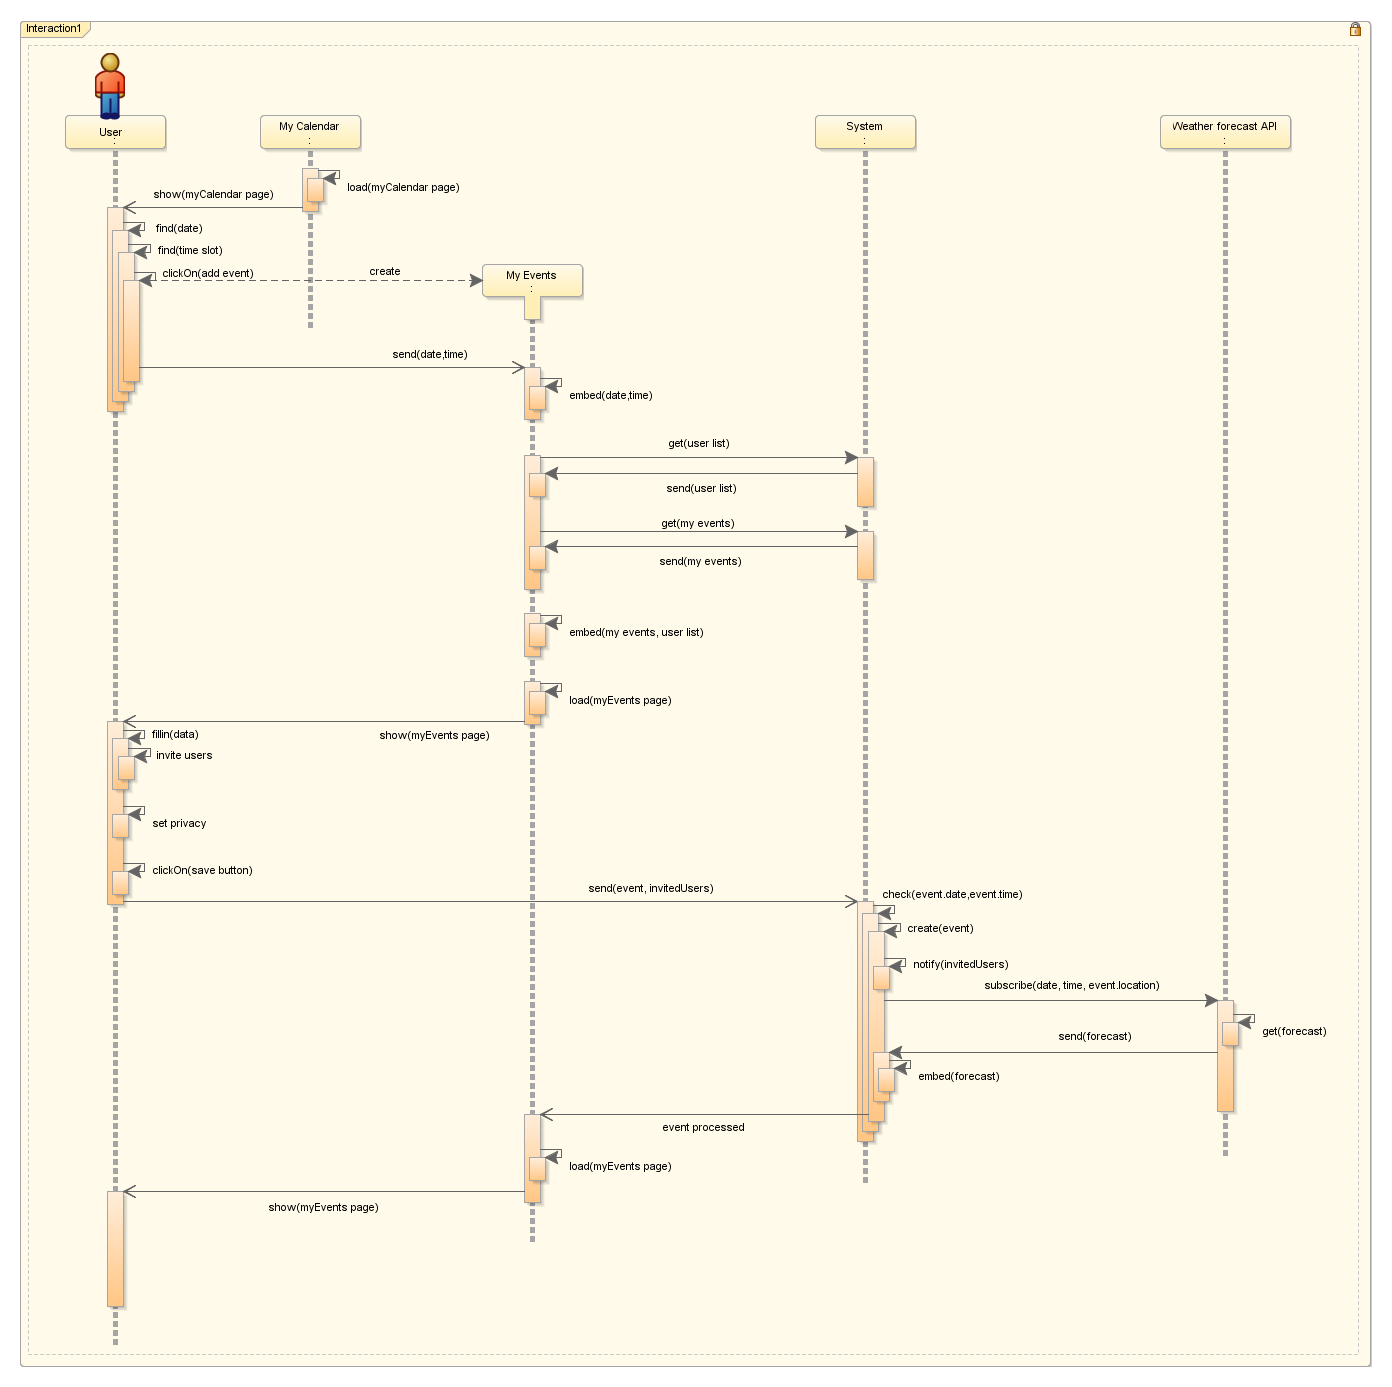 Interaction1
User
:
My Calendar
:
System
:
Weather forecast API
:
load(myCalendar page)
show(myCalendar page)
find(date)
find(time slot)
clickOn(add event)
create
My Events
:
send(date,time)
embed(date,time)
get(user list)
send(user list)
get(my events)
send(my events)
embed(my events, user list)
load(myEvents page)
show(myEvents page)
fillin(data)
invite users
set privacy
clickOn(save button)
send(event, invitedUsers)
check(event.date,event.time)
create(event)
notify(invitedUsers)
subscribe(date, time, event.location)
get(forecast)
send(forecast)
embed(forecast)
event processed
load(myEvents page)
show(myEvents page)